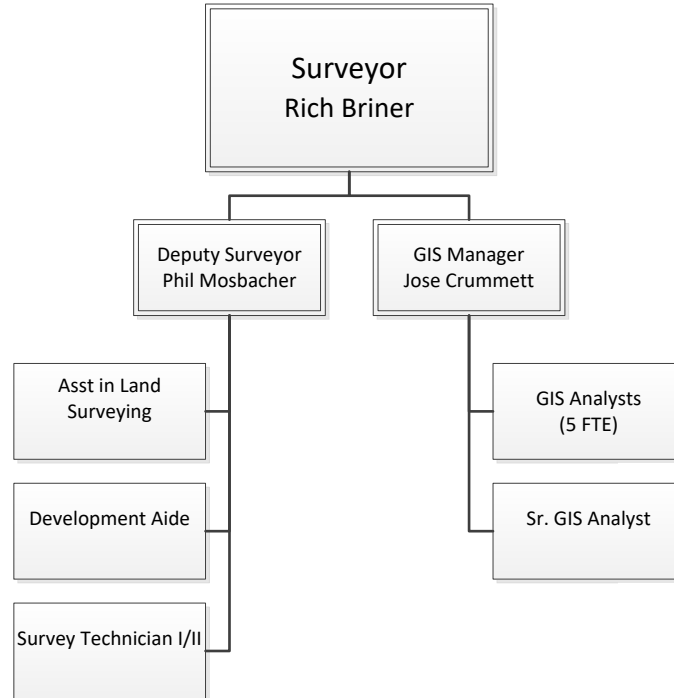 Surveyor
Rich Briner
Deputy Surveyor
Phil Mosbacher
GIS Manager
Jose Crummett
Asst in Land
Surveying
GIS Analysts
(5 FTE)
Development Aide
Sr. GIS Analyst
Survey Technician I/II